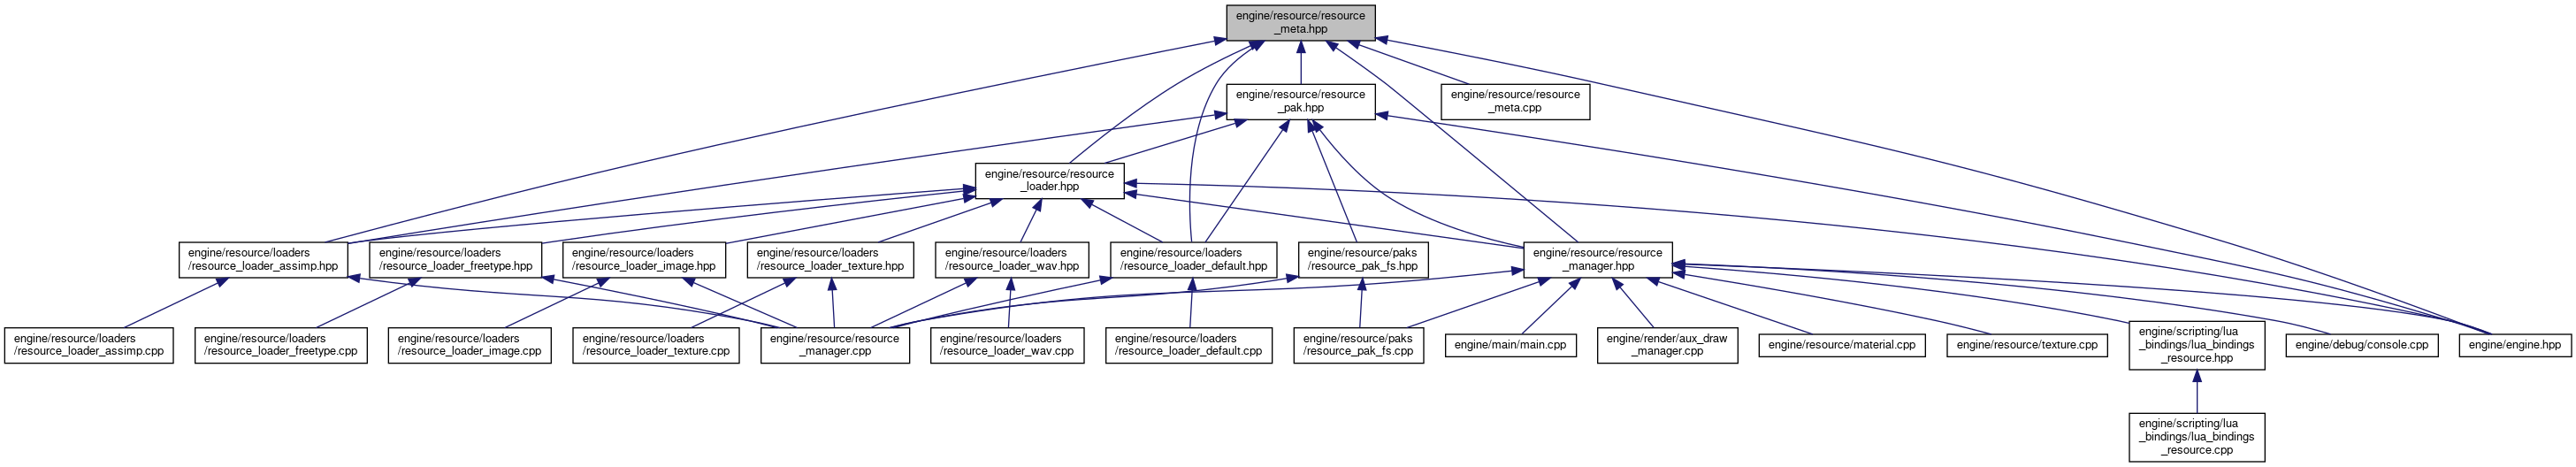 engine/resource/resource
_meta.hpp
engine/resource/resource
_pak.hpp
engine/resource/resource
_meta.cpp
engine/resource/resource
_loader.hpp
engine/resource/loaders
/resource_loader_assimp.hpp
engine/resource/loaders
/resource_loader_freetype.hpp
engine/resource/loaders
/resource_loader_image.hpp
engine/resource/loaders
/resource_loader_texture.hpp
engine/resource/loaders
/resource_loader_wav.hpp
engine/resource/loaders
/resource_loader_default.hpp
engine/resource/paks
/resource_pak_fs.hpp
engine/resource/resource
_manager.hpp
engine/resource/loaders
/resource_loader_assimp.cpp
engine/resource/loaders
/resource_loader_freetype.cpp
engine/resource/loaders
/resource_loader_image.cpp
engine/resource/loaders
/resource_loader_texture.cpp
engine/resource/resource
_manager.cpp
engine/resource/loaders
/resource_loader_wav.cpp
engine/resource/loaders
/resource_loader_default.cpp
engine/resource/paks
/resource_pak_fs.cpp
engine/main/main.cpp
engine/render/aux_draw
_manager.cpp
engine/resource/material.cpp
engine/resource/texture.cpp
engine/scripting/lua
_bindings/lua_bindings
_resource.hpp
engine/debug/console.cpp
engine/engine.hpp
engine/scripting/lua
_bindings/lua_bindings
_resource.cpp